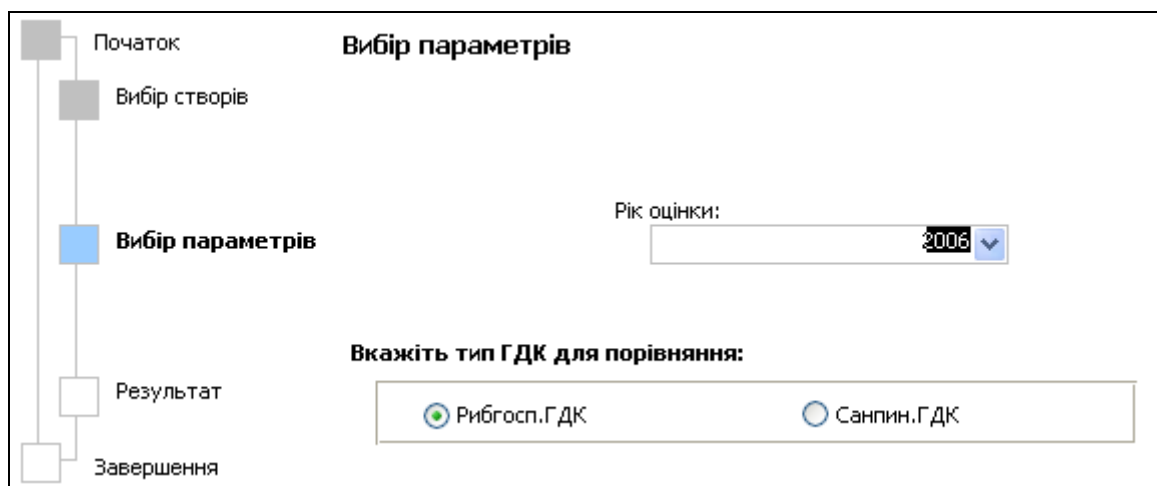 Початок
Вибір параметрів
Вибір створів
Рік оцінки:
2006
Вибір параметрів
Вкажіть тип ГДК для порівняння:
Результат
Рибгосп.ГДК
Санпин.ГДК
Завершення